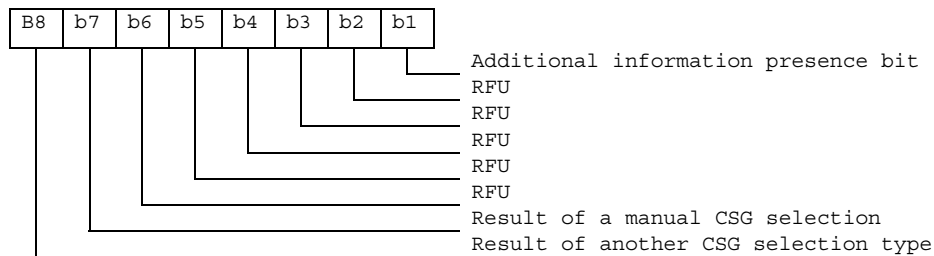 B8 b7 b6 b5 b4 b3 b2 b1
Additional information presence bit
RFU
RFU
RFU
RFU
RFU
Result of a manual CSG selection
Result of another CSG selection type